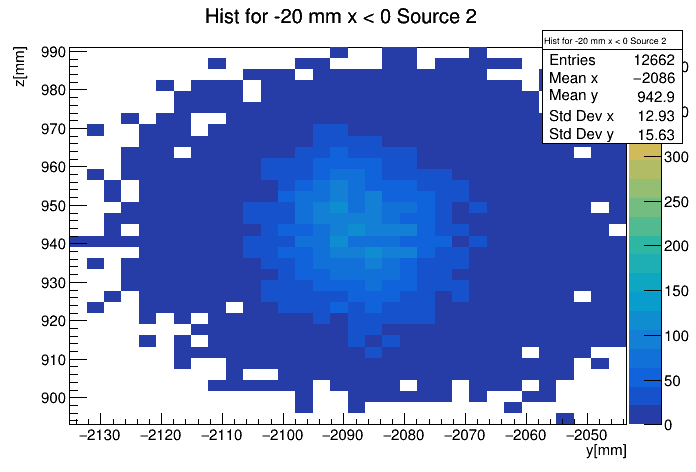 Hist for -20 mm x < 0 Source 2
z[mm]
990
980
970
960
950
940
930
920
910
900
−2130 −2120 −2110 −2100 −2090 −2080 −2070 −2060 −2050
y[mm]
Hist for -20 mm x < 0 Source 2
Entries 12662
Mean x −2086
Mean y 942.9
Std Dev x 12.93
Std Dev y 15.63
300
250
200
150
100
50
0